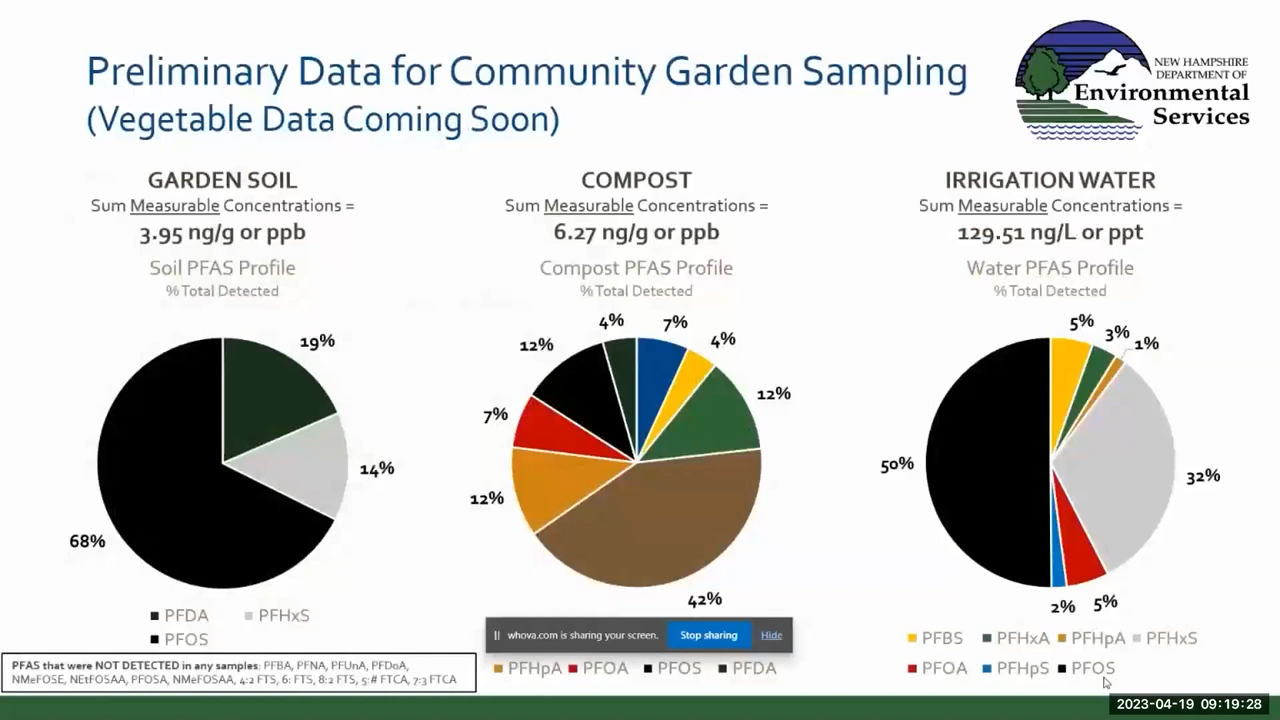 Preliminary Data for Community Garden Sampling
(Vegetable Data Coming Soon)
NEW HAMPSHIRE
DEPARTMENT OF
Environmental
Services
GARDEN SOIL
Sum Measurable Concentrations =
3.95 ng/g or ppb
Soil PFAS Profile
% Total Detected
19%
14%
68%
PFDA PFHxS
PFOS
COMPOST
Sum Measurable Concentrations =
6.27 ng/g or ppb
Compost PFAS Profile
% Total Detected
4%
7%
4%
12%
12%
7%
12%
42%
PFHpA PFOA PFOS PFDA
IRRIGATION WATER
Sum Measurable Concentrations =
129.51 ng/L or ppt
Water PFAS Profile
% Total Detected
5%
3%
1%
50%
32%
2%
5%
PFBS PFHxA PFHpA PFHxS
PFOA PFHpS PFOS
whova.com is sharing your screen. Stop sharing Hide
PFAS that were NOT DETECTED in any samples: PFBA, PFNA, PFUnA, PFDoA,
NMeFOSE, NEtFOSAA, PFOSA, NMeFOSAA, 4:2 FTS, 6: FTS, 8:2 FTS, 5:# FTCA, 7:3 FTCA
2023-04-19 09:19:28